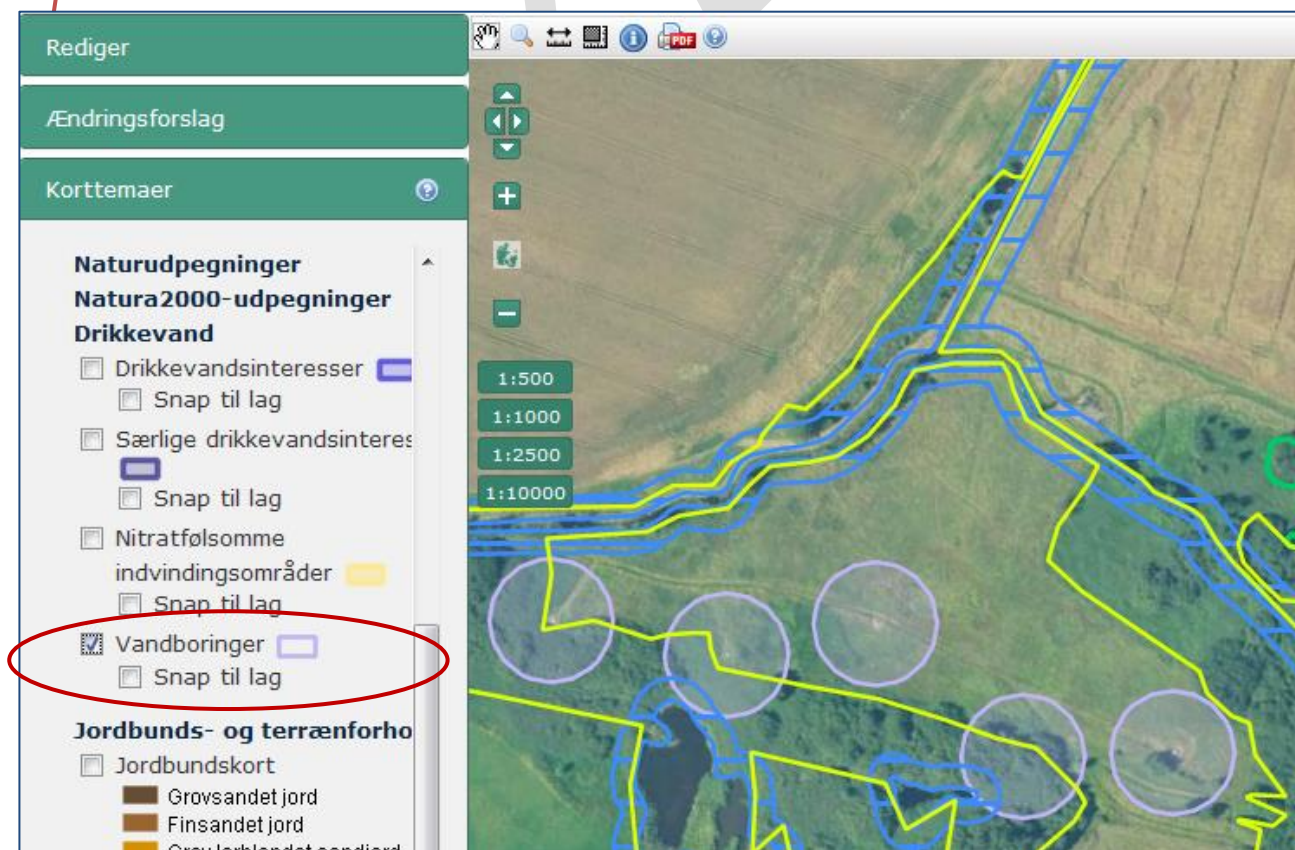 Rediger
Ændringsforslag
Korttemaer
Naturudpegninger
Natura2000-udpegninger
Drikkevand
Drikkevandsinteresser
Snap til lag
Særlige drikkevandsinteres
Snap til lag
Nitratfølsomme
indvindingsområder
Snap til lag
Vandboringer
Snap til lag
Jordbunds- og terrænforho
Jordbundskort
Grovsandet jord
Finsandet jord
PDF
1:500
1:1000
1:2500
1:10000